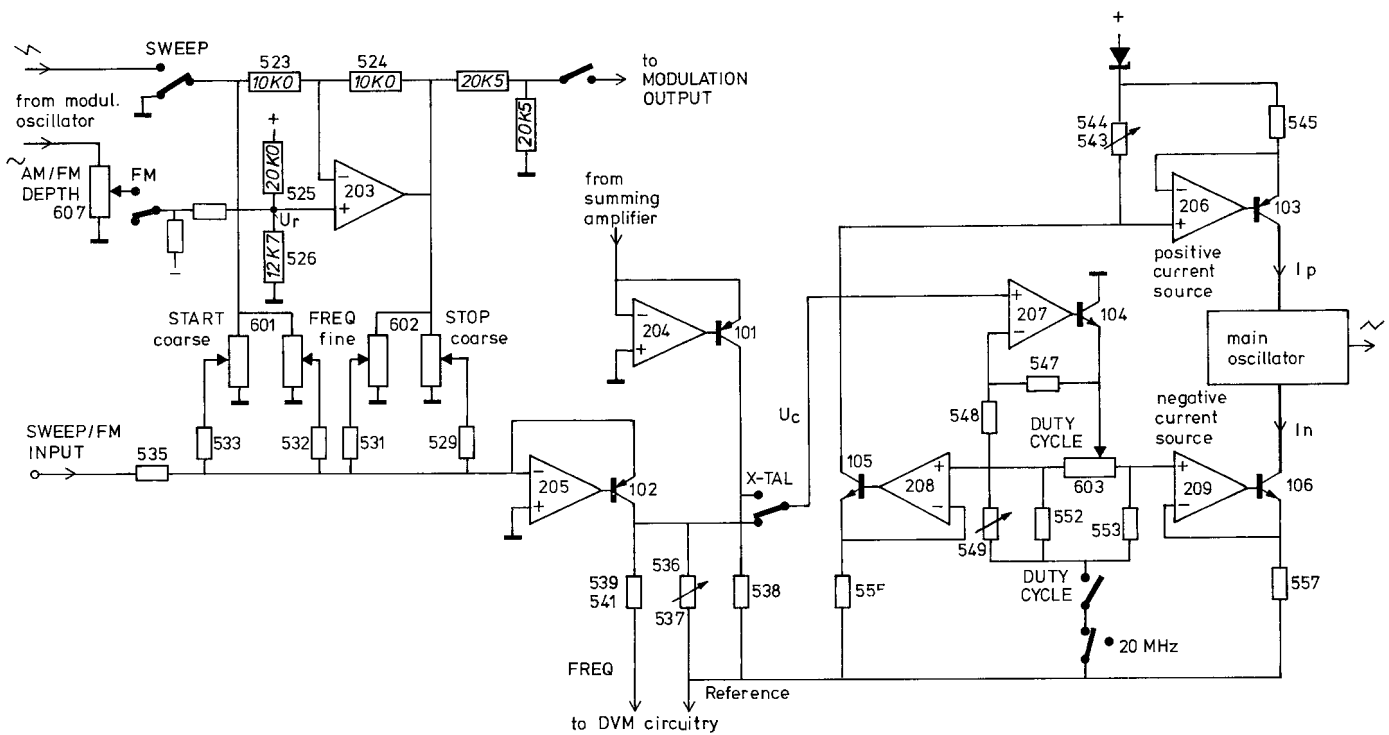 SWEEP
523
10K0
524
10K0
20K5
to
MODULATION
OUTPUT
20K5
from modul.
oscillator
AM/FM
DEPTH
607
FM
+
20K0
525
Ur
12K7
526
−
−
+
203
START
coarse
601
FREQ
fine
602
STOP
coarse
SWEEP/FM
INPUT
535
533
532
531
529
from
summing
amplifier
−
+
204
101
−
+
205
102
X-TAL
Uc
539
541
536
537
538
FREQ
Reference
to DVM circuitry
+
544
543
545
−
+
206
103
positive
current
source
Ip
+
−
207
104
main
oscillator
547
548
DUTY
CYCLE
negative
current
source
In
105
+
−
208
603
+
−
209
106
549
552
553
555
DUTY
CYCLE
557
20 MHz